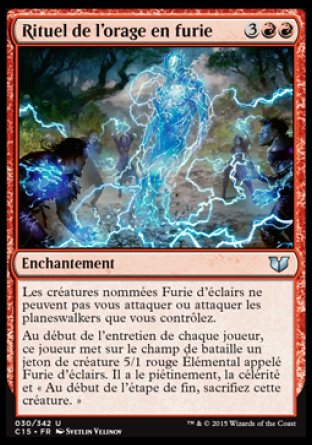 Rituel de l'orage en furie 3
Enchantement
Les créatures nommées Furie d'éclairs ne
peuvent pas vous attaquer ou attaquer les
planeswalkers que vous contrôlez.
Au début de l'entretien de chaque joueur,
ce joueur met sur le champ de bataille un
jeton de créature 5/1 rouge Élémental appelé
Furie d'éclairs. Il a le piétinement, la célérité
et « Au début de l'étape de fin, sacrifiez cette
créature. »
030/342 U
C15 • FR Svetlin Velinov
™ & © 2015 Wizards of the Coast